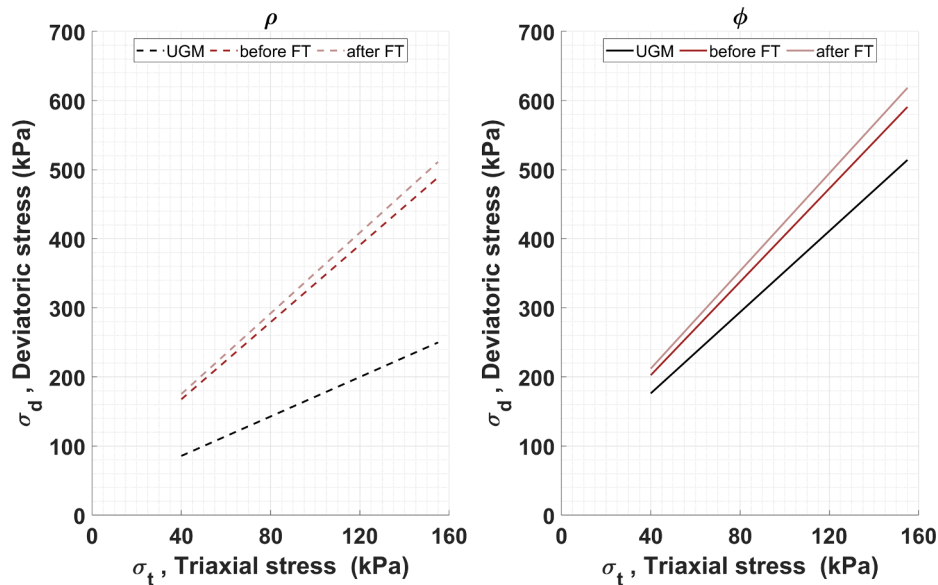 ρ
UGM before FT after FT
700
600
500
400
300
200
100
0
0 40 80 120 160
σd , Deviatoric stress (kPa)
σt , Triaxial stress (kPa)
ϕ
UGM before FT after FT
700
600
500
400
300
200
100
0
0 40 80 120 160
σd , Deviatoric stress (kPa)
σt , Triaxial stress (kPa)